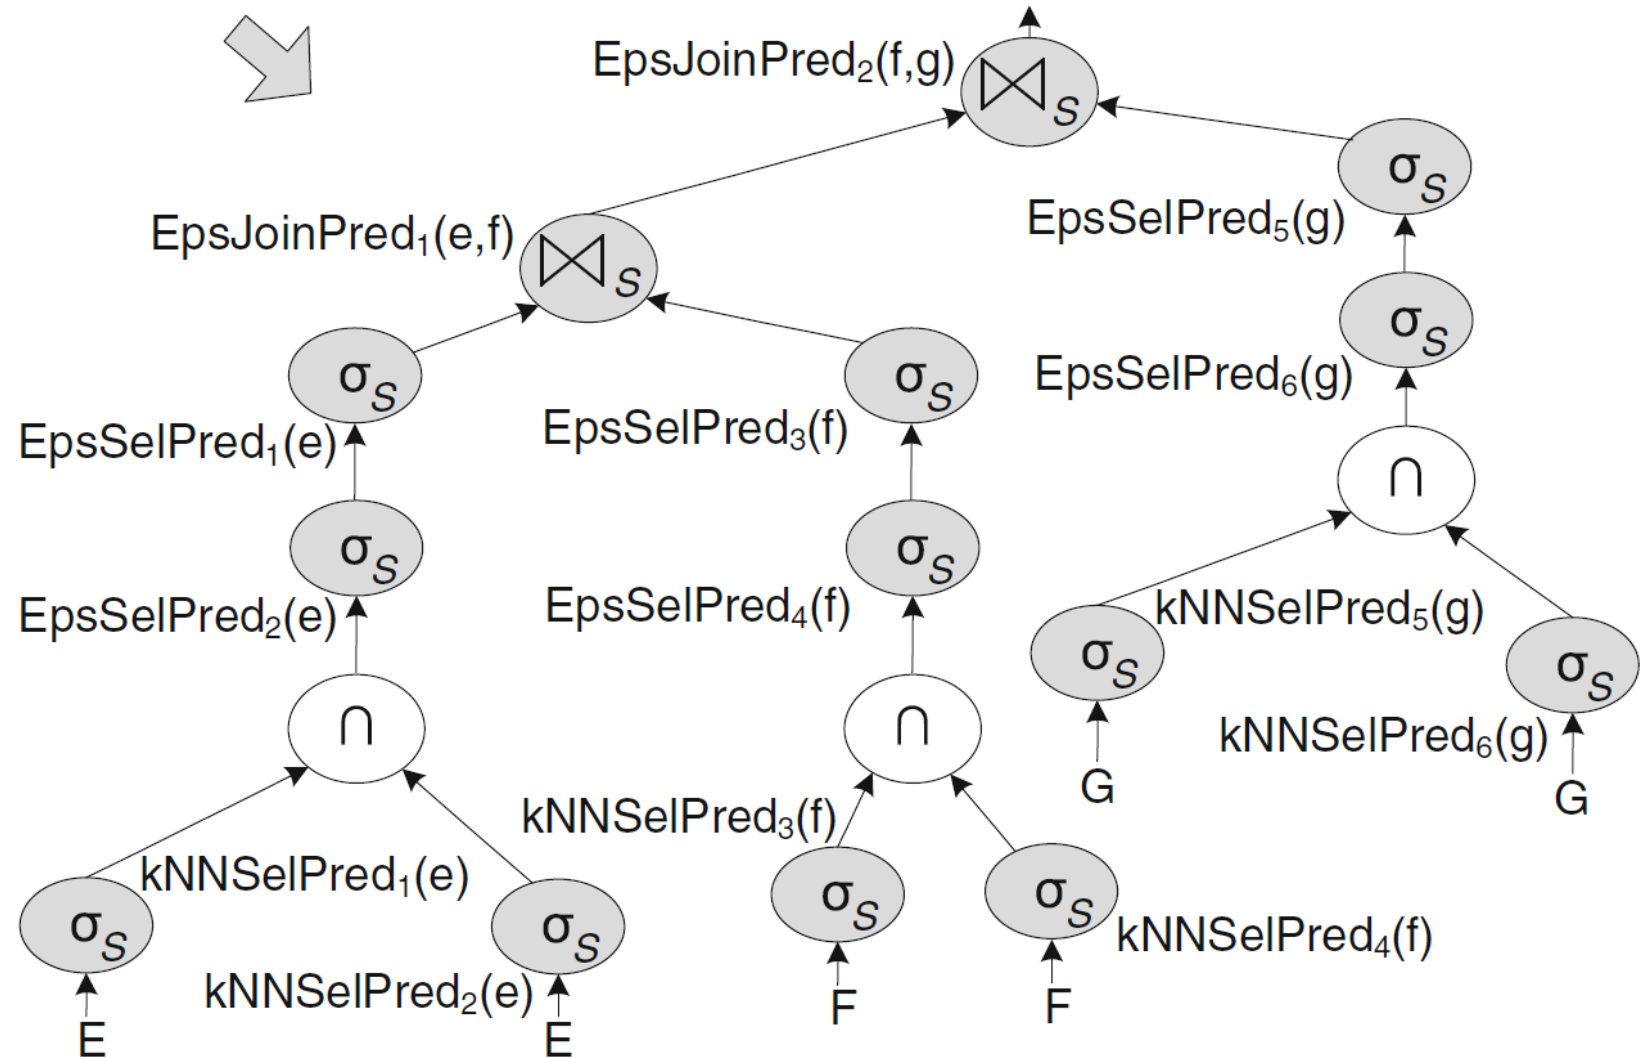 EpsJoinPred₂(f,g)
⋈S
σS
EpsJoinPred₁(e,f)
EpsSelPred₅(g)
⋈S
σS
σS
σS
EpsSelPred₆(g)
EpsSelPred₁(e)
EpsSelPred₃(f)
∩
σS
σS
EpsSelPred₂(e)
EpsSelPred₄(f)
kNNSelPred₅(g)
σS
σS
∩
∩
kNNSelPred₆(g)
G
G
kNNSelPred₃(f)
kNNSelPred₁(e)
σS
σS
σS
σS
kNNSelPred₄(f)
kNNSelPred₂(e)
F
F
E
E